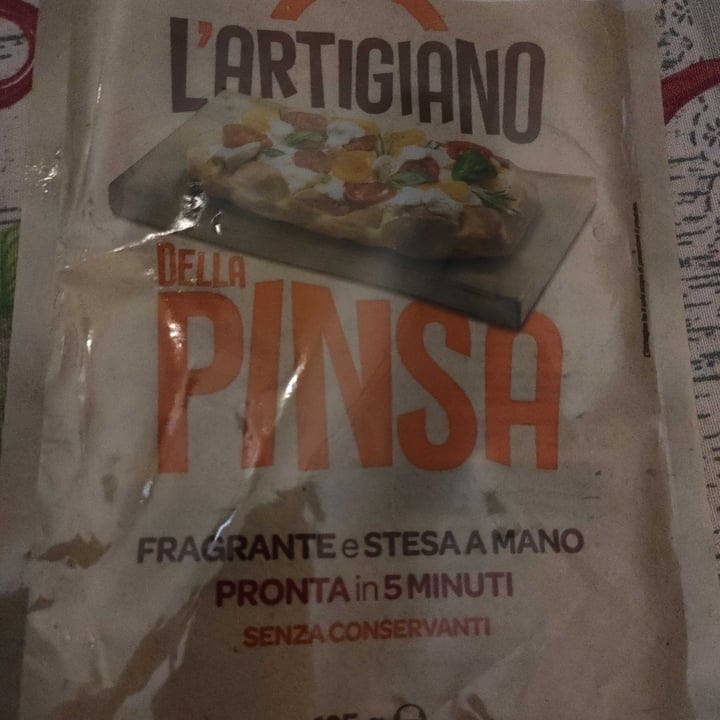 L'ARTIGIANO
DELLA
PINSA
FRAGRANTE e STESA A MANO
PRONTA in 5 MINUTI
SENZA CONSERVANTI